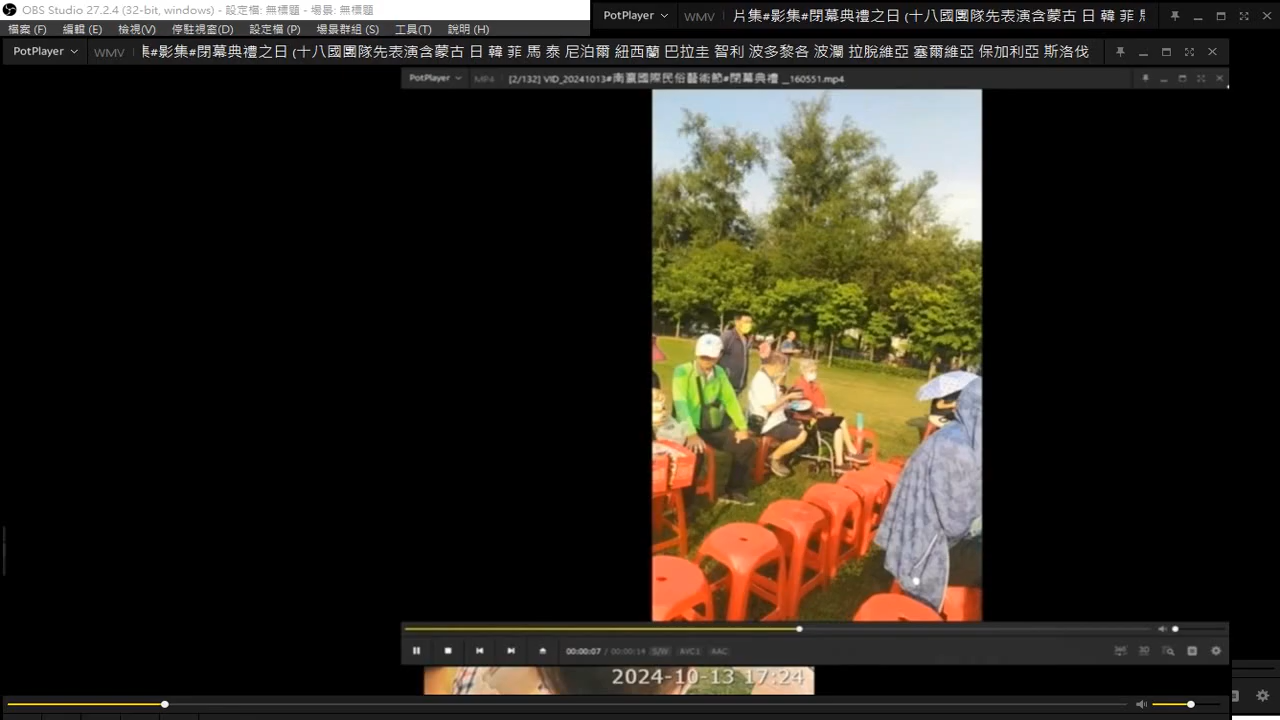 OBS Studio 27.2.4 (32-bit, windows) - 設定檔: 無標題 - 場景: 無標題
PotPlayer
WMV
片集#影集#閉幕典禮之日 (十八國團隊先表演含蒙古 日 韓 菲 馬
檔案 (F) 編輯 (E) 檢視(V) 停駐視窗(D) 設定檔 (P) 場景群組 (S) 工具(T) 說明 (H)
PotPlayer
WMV
集#影集#閉幕典禮之日 (十八國團隊先表演含蒙古 日 韓 菲 馬 泰 尼泊爾 紐西蘭 巴拉圭 智利 波多黎各 波瀾 拉脫維亞 塞爾維亞 保加利亞 斯洛伐
PotPlayer
MP4
[2/132] VID_20241013#南瀛國際民俗藝術節#閉幕典禮 _160551.mp4
00:00:07 / 00:00:14 S/W AVC1 AAC
360° 3D
2024-10-13 17:24